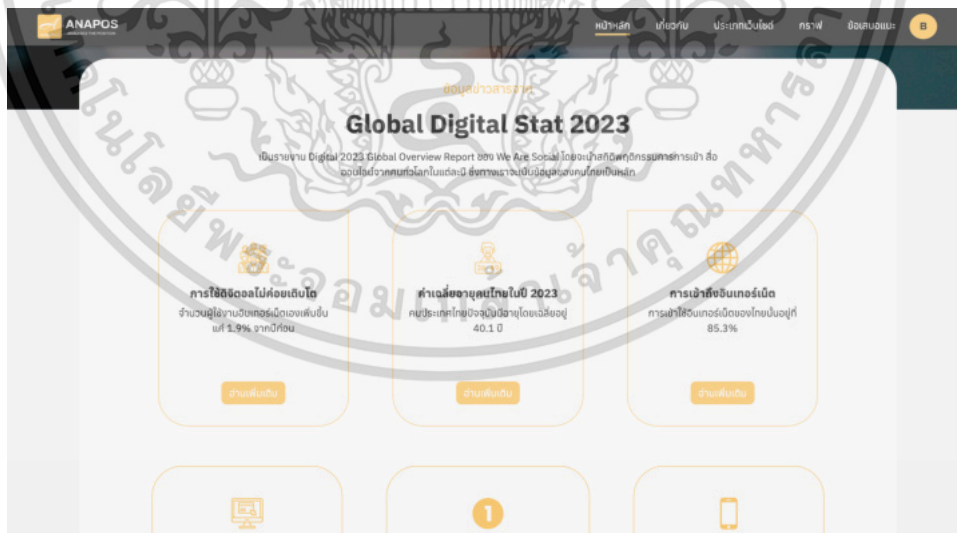 ANAPOS
หน้าหลัก เกี่ยวกับ ประเภทเว็บไซต์ กราฟ ข้อเสนอแนะ B
ข้อมูลข่าวสารจาก
Global Digital Stat 2023
เป็นรายงาน Digital 2023 Global Overview Report ของ We Are Social โดยจะนำสถิติพฤติกรรมการการเข้า สื่อ
ออนไลน์จากคนทั่วโลกในแต่ละปี ซึ่งทางเราจะเน้นข้อมูลของคนไทยเป็นหลัก
การใช้ดิจิตอลไม่ค่อยเติบโต
จำนวนผู้ใช้งานอินเทอร์เน็ตเองเพิ่มขึ้น
แค่ 1.9% จากปีก่อน
อ่านเพิ่มเติม
ค่าเฉลี่ยอายุคนไทยในปี 2023
คนประเทศไทยปัจจุบันมีอายุโดยเฉลี่ยอยู่
40.1 ปี
อ่านเพิ่มเติม
การเข้าถึงอินเทอร์เน็ต
การเข้าใช้อินเทอร์เน็ตของไทยนั้นอยู่ที่
85.3%
อ่านเพิ่มเติม
1